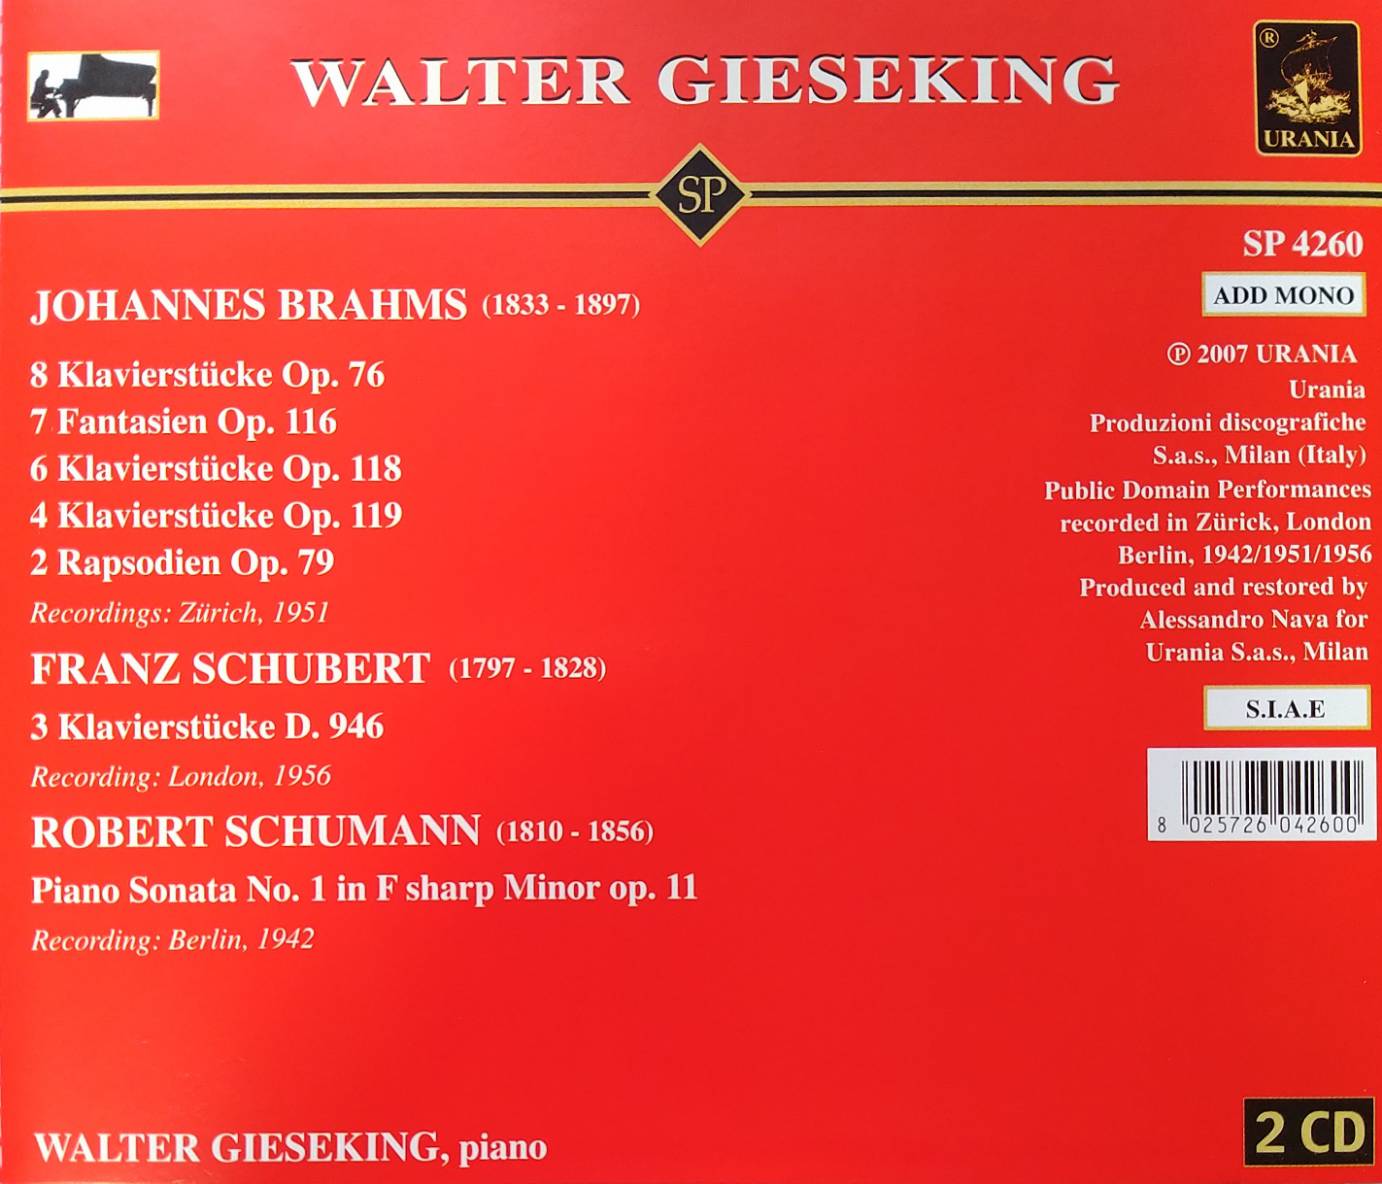 WALTER GIESEKING
®
URANIA
SP
SP 4260
ADD MONO
JOHANNES BRAHMS (1833 - 1897)
8 Klavierstücke Op. 76
7 Fantasien Op. 116
6 Klavierstücke Op. 118
4 Klavierstücke Op. 119
2 Rapsodien Op. 79
Recordings: Zürich, 1951
FRANZ SCHUBERT (1797 - 1828)
3 Klavierstücke D. 946
Recording: London, 1956
ROBERT SCHUMANN (1810 - 1856)
Piano Sonata No. 1 in F sharp Minor op. 11
Recording: Berlin, 1942
℗ 2007 URANIA
Urania
Produzioni discografiche
S.a.s., Milan (Italy)
Public Domain Performances
recorded in Zürick, London
Berlin, 1942/1951/1956
Produced and restored by
Alessandro Nava for
Urania S.a.s., Milan
S.I.A.E
8 025726 042600
WALTER GIESEKING, piano
2 CD